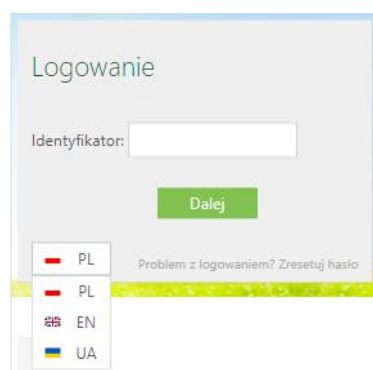 Logowanie
Identyfikator:
Dalej
PL
Problem z logowaniem? Zresetuj hasło
PL
EN
UA